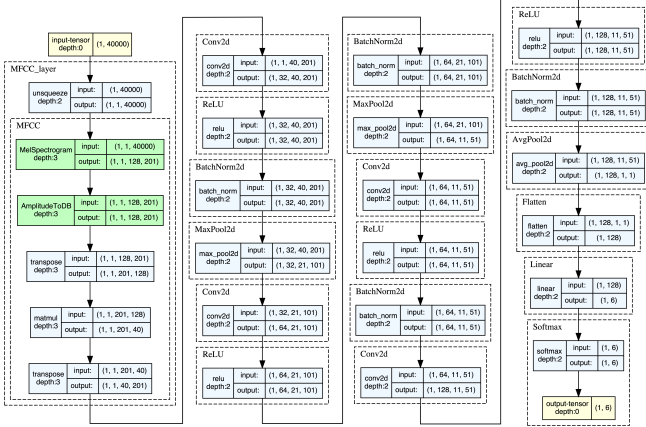 input-tensor
depth:0
(1, 40000)
MFCC_layer
unsqueeze
depth:2
input: (1, 40000)
output: (1, 1, 40000)
MFCC
MelSpectrogram
depth:3
input: (1, 1, 40000)
output: (1, 1, 128, 201)
AmplitudeToDB
depth:3
input: (1, 1, 128, 201)
output: (1, 1, 128, 201)
transpose
depth:3
input: (1, 1, 128, 201)
output: (1, 1, 201, 128)
matmul
depth:3
input: (1, 1, 201, 128)
output: (1, 1, 201, 40)
transpose
depth:3
input: (1, 1, 201, 40)
output: (1, 1, 40, 201)
Conv2d
conv2d
depth:2
input: (1, 1, 40, 201)
output: (1, 32, 40, 201)
ReLU
relu
depth:2
input: (1, 32, 40, 201)
output: (1, 32, 40, 201)
BatchNorm2d
batch_norm
depth:2
input: (1, 32, 40, 201)
output: (1, 32, 40, 201)
MaxPool2d
max_pool2d
depth:2
input: (1, 32, 40, 201)
output: (1, 32, 21, 101)
Conv2d
conv2d
depth:2
input: (1, 32, 21, 101)
output: (1, 64, 21, 101)
ReLU
relu
depth:2
input: (1, 64, 21, 101)
output: (1, 64, 21, 101)
BatchNorm2d
batch_norm
depth:2
input: (1, 64, 21, 101)
output: (1, 64, 21, 101)
MaxPool2d
max_pool2d
depth:2
input: (1, 64, 21, 101)
output: (1, 64, 11, 51)
Conv2d
conv2d
depth:2
input: (1, 64, 11, 51)
output: (1, 64, 11, 51)
ReLU
relu
depth:2
input: (1, 64, 11, 51)
output: (1, 64, 11, 51)
BatchNorm2d
batch_norm
depth:2
input: (1, 64, 11, 51)
output: (1, 64, 11, 51)
Conv2d
conv2d
depth:2
input: (1, 64, 11, 51)
output: (1, 128, 11, 51)
ReLU
relu
depth:2
input: (1, 128, 11, 51)
output: (1, 128, 11, 51)
BatchNorm2d
batch_norm
depth:2
input: (1, 128, 11, 51)
output: (1, 128, 11, 51)
AvgPool2d
avg_pool2d
depth:2
input: (1, 128, 11, 51)
output: (1, 128, 1, 1)
Flatten
flatten
depth:2
input: (1, 128, 1, 1)
output: (1, 128)
Linear
linear
depth:2
input: (1, 128)
output: (1, 6)
Softmax
softmax
depth:2
input: (1, 6)
output: (1, 6)
output-tensor
depth:0
(1, 6)